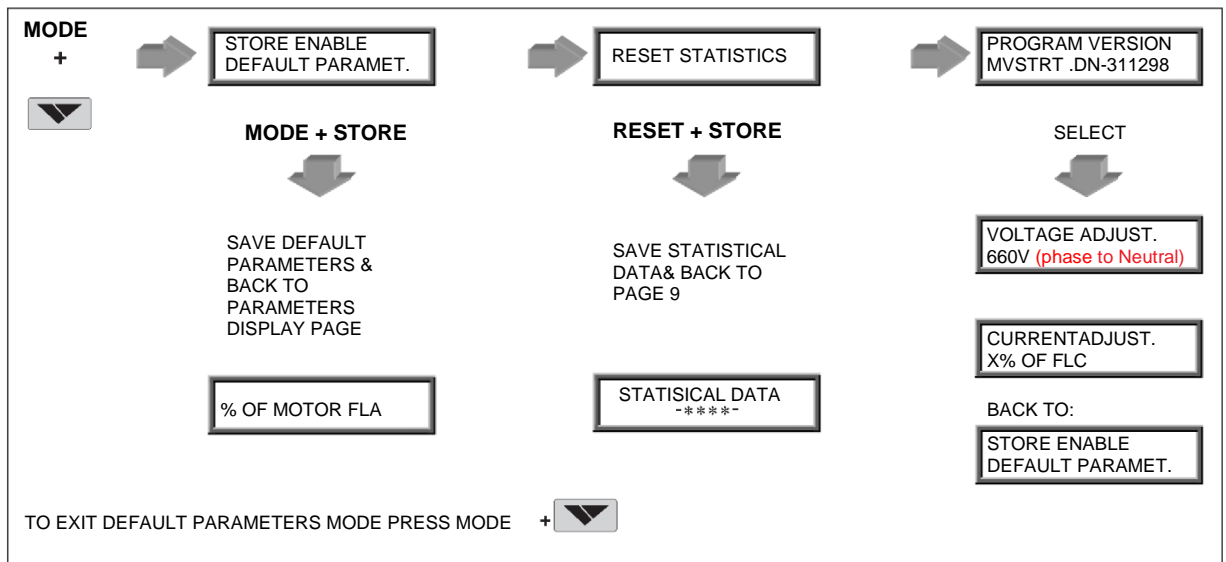 MODE
+
STORE ENABLE
DEFAULT PARAMET.
RESET STATISTICS
PROGRAM VERSION
MVSTRT .DN-311298
MODE + STORE
RESET + STORE
SELECT
SAVE DEFAULT
PARAMETERS &
BACK TO
PARAMETERS
DISPLAY PAGE
SAVE STATISTICAL
DATA& BACK TO
PAGE 9
VOLTAGE ADJUST.
660V (phase to Neutral)
CURRENTADJUST.
X% OF FLC
% OF MOTOR FLA
STATISICAL DATA
-****-
BACK TO:
STORE ENABLE
DEFAULT PARAMET.
TO EXIT DEFAULT PARAMETERS MODE PRESS MODE +